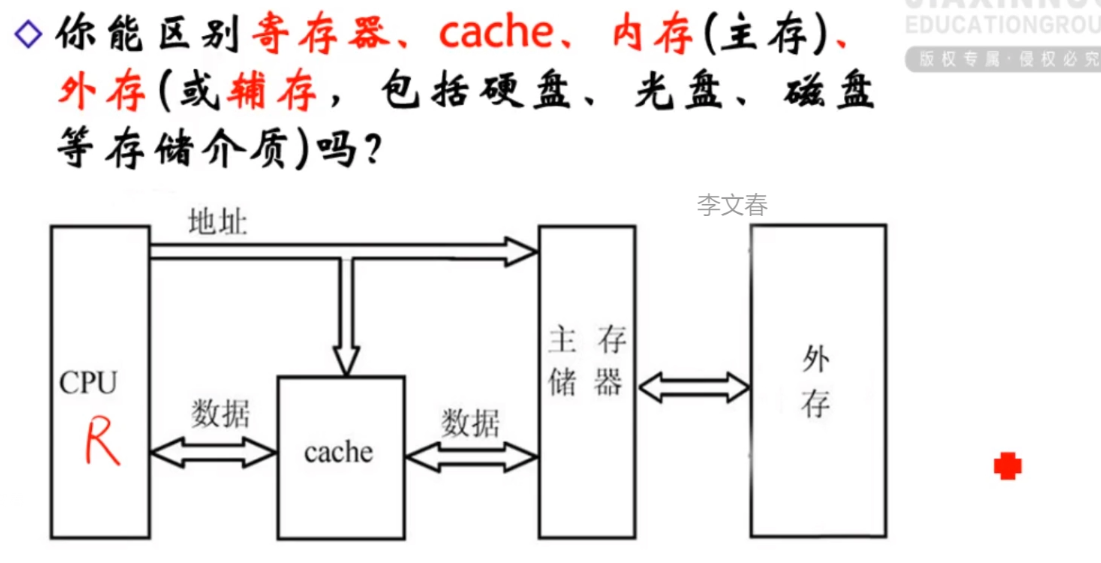 你能区别寄存器、cache、内存(主存)、
EDUCATIONGROU
版权专属·侵权必究
外存(或辅存，包括硬盘、光盘、磁盘
等存储介质)吗?
李文春
地址
CPU
R
数据
cache
数据
主存
储器
外
存